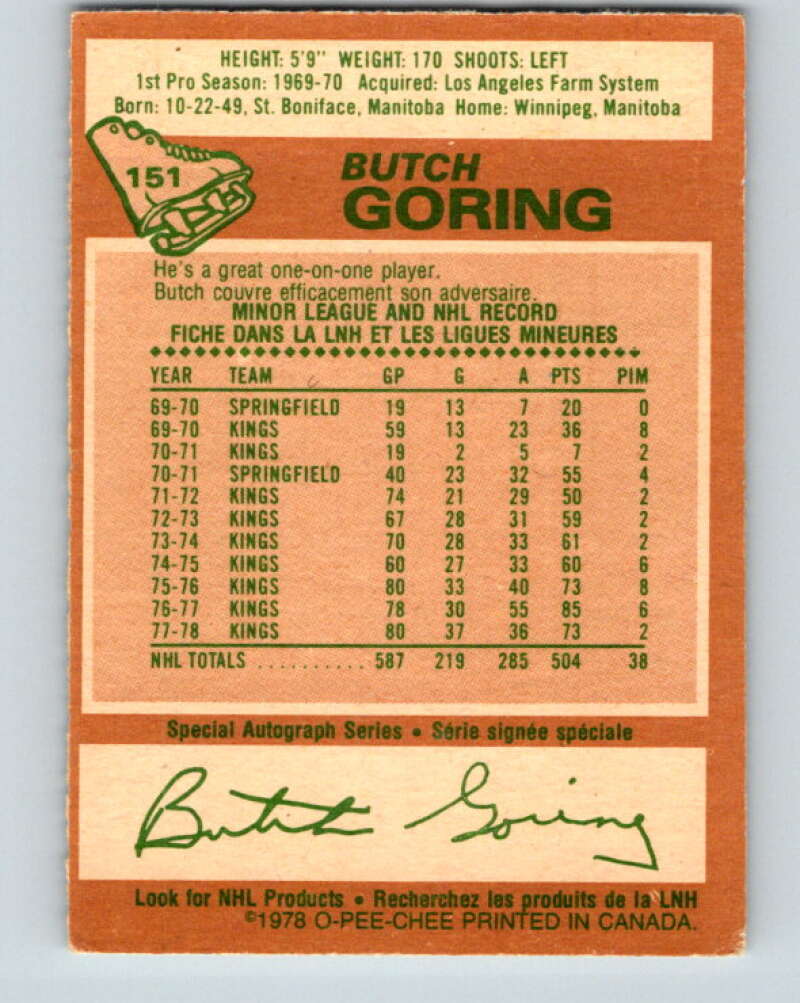 HEIGHT: 5'9" WEIGHT: 170 SHOOTS: LEFT
1st Pro Season: 1969-70 Acquired: Los Angeles Farm System
Born: 10-22-49, St. Boniface, Manitoba Home: Winnipeg, Manitoba
151
BUTCH
GORING
He's a great one-on-one player.
Butch couvre efficacement son adversaire.
MINOR LEAGUE AND NHL RECORD
FICHE DANS LA LNH ET LES LIGUES MINEURES
YEAR TEAM GP G A PTS PIM
69-70 SPRINGFIELD 19 13 7 20 0
69-70 KINGS 59 13 23 36 8
70-71 KINGS 19 2 5 7 2
70-71 SPRINGFIELD 40 23 32 55 4
71-72 KINGS 74 21 29 50 2
72-73 KINGS 67 28 31 59 2
73-74 KINGS 70 28 33 61 2
74-75 KINGS 60 27 33 60 6
75-76 KINGS 80 33 40 73 8
76-77 KINGS 78 30 55 85 6
77-78 KINGS 80 37 36 73 2
NHL TOTALS .......... 587 219 285 504 38
Special Autograph Series • Série signée spéciale
Butch Goring
Look for NHL Products • Recherchez les produits de la LNH
©1978 O-PEE-CHEE PRINTED IN CANADA.